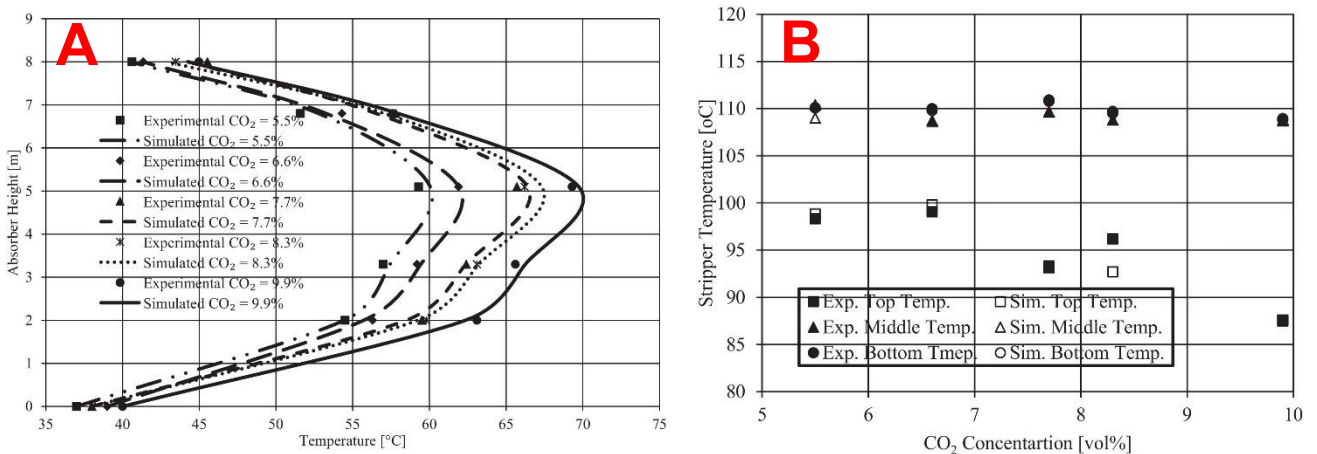 A
9
8
7
6
5
4
3
2
1
0
Absorber Height [m]
Experimental CO₂ = 5.5%
Simulated CO₂ = 5.5%
Experimental CO₂ = 6.6%
Simulated CO₂ = 6.6%
Experimental CO₂ = 7.7%
Simulated CO₂ = 7.7%
Experimental CO₂ = 8.3%
Simulated CO₂ = 8.3%
Experimental CO₂ = 9.9%
Simulated CO₂ = 9.9%
35 40 45 50 55 60 65 70 75
Temperature [°C]
B
120
115
110
105
100
95
90
85
80
Stripper Temperature [oC]
Exp. Top Temp. Sim. Top Temp.
Exp. Middle Temp. Sim. Middle Temp.
Exp. Bottom Tmep. Sim. Bottom Temp.
5 6 7 8 9 10
CO₂ Concentartion [vol%]